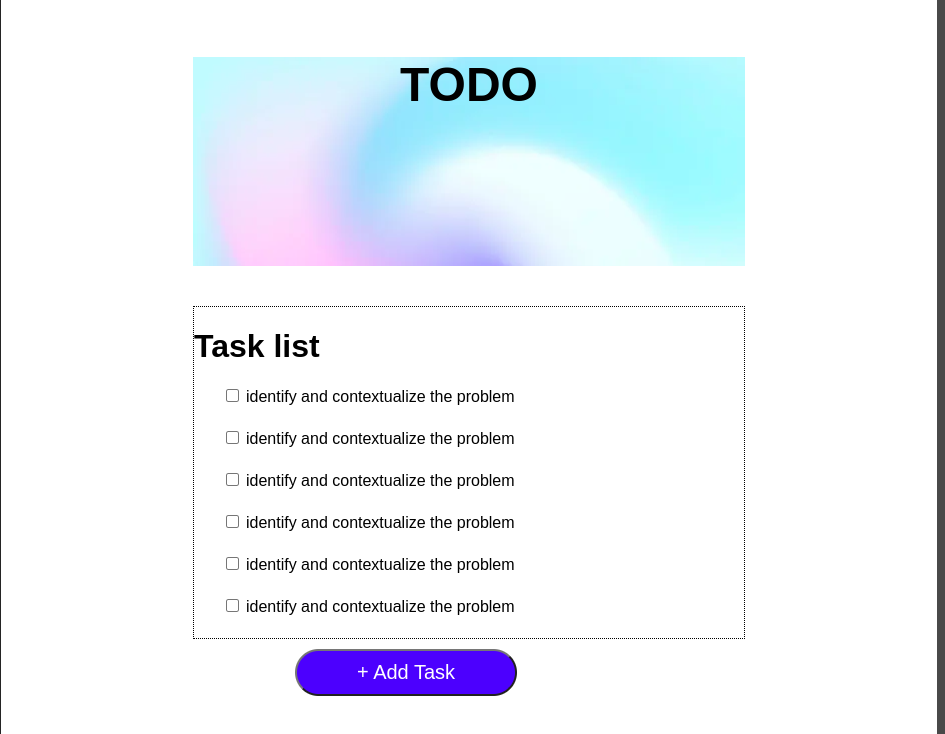 TODO
Task list
identify and contextualize the problem
identify and contextualize the problem
identify and contextualize the problem
identify and contextualize the problem
identify and contextualize the problem
identify and contextualize the problem
+ Add Task